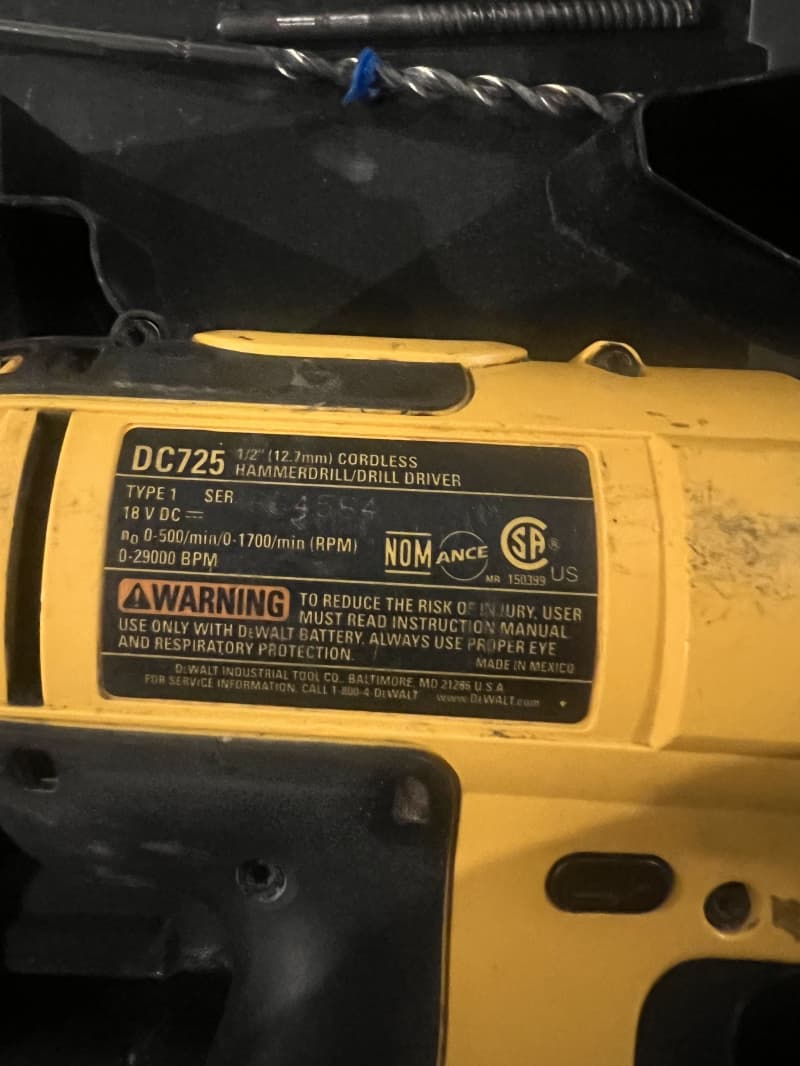 DC725 1/2" (12.7mm) CORDLESS
HAMMERDRILL/DRILL DRIVER
TYPE 1 SER.
18 V DC ⎓
n₀ 0-500/min/0-1700/min (RPM)
0-29000 BPM
NOM ANCE
SA ® US
MR 150399
⚠WARNING TO REDUCE THE RISK OF INJURY, USER
MUST READ INSTRUCTION MANUAL
USE ONLY WITH DEWALT BATTERY. ALWAYS USE PROPER EYE
AND RESPIRATORY PROTECTION.
MADE IN MEXICO
DEWALT INDUSTRIAL TOOL CO., BALTIMORE, MD 21286 U.S.A
FOR SERVICE INFORMATION, CALL 1-800-4 DEWALT www.DEWALT.com